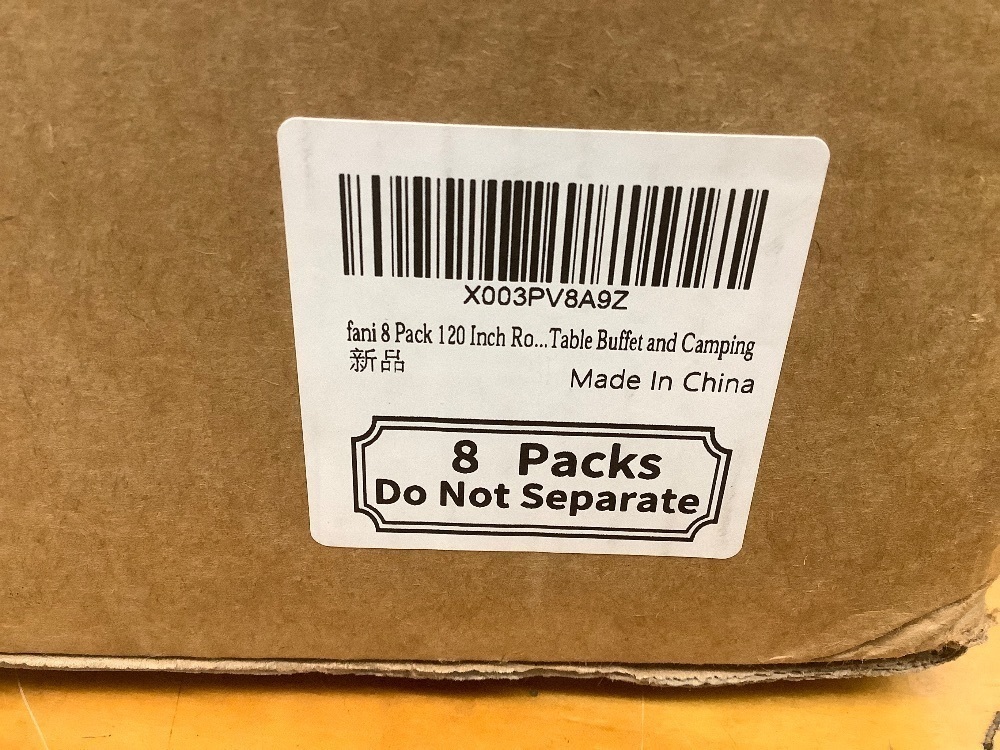 X003PV8A9Z
fani 8 Pack 120 Inch Ro...Table Buffet and Camping
新品
Made In China
8 Packs
Do Not Separate